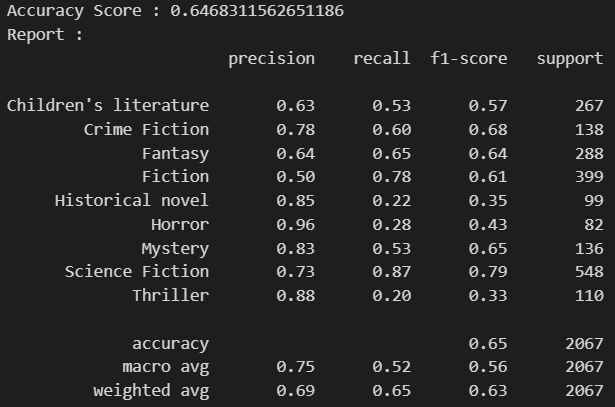 Accuracy Score : 0.6468311562651186
Report :
precision recall f1-score support
Children's literature 0.63 0.53 0.57 267
Crime Fiction 0.78 0.60 0.68 138
Fantasy 0.64 0.65 0.64 288
Fiction 0.50 0.78 0.61 399
Historical novel 0.85 0.22 0.35 99
Horror 0.96 0.28 0.43 82
Mystery 0.83 0.53 0.65 136
Science Fiction 0.73 0.87 0.79 548
Thriller 0.88 0.20 0.33 110
accuracy 0.65 2067
macro avg 0.75 0.52 0.56 2067
weighted avg 0.69 0.65 0.63 2067